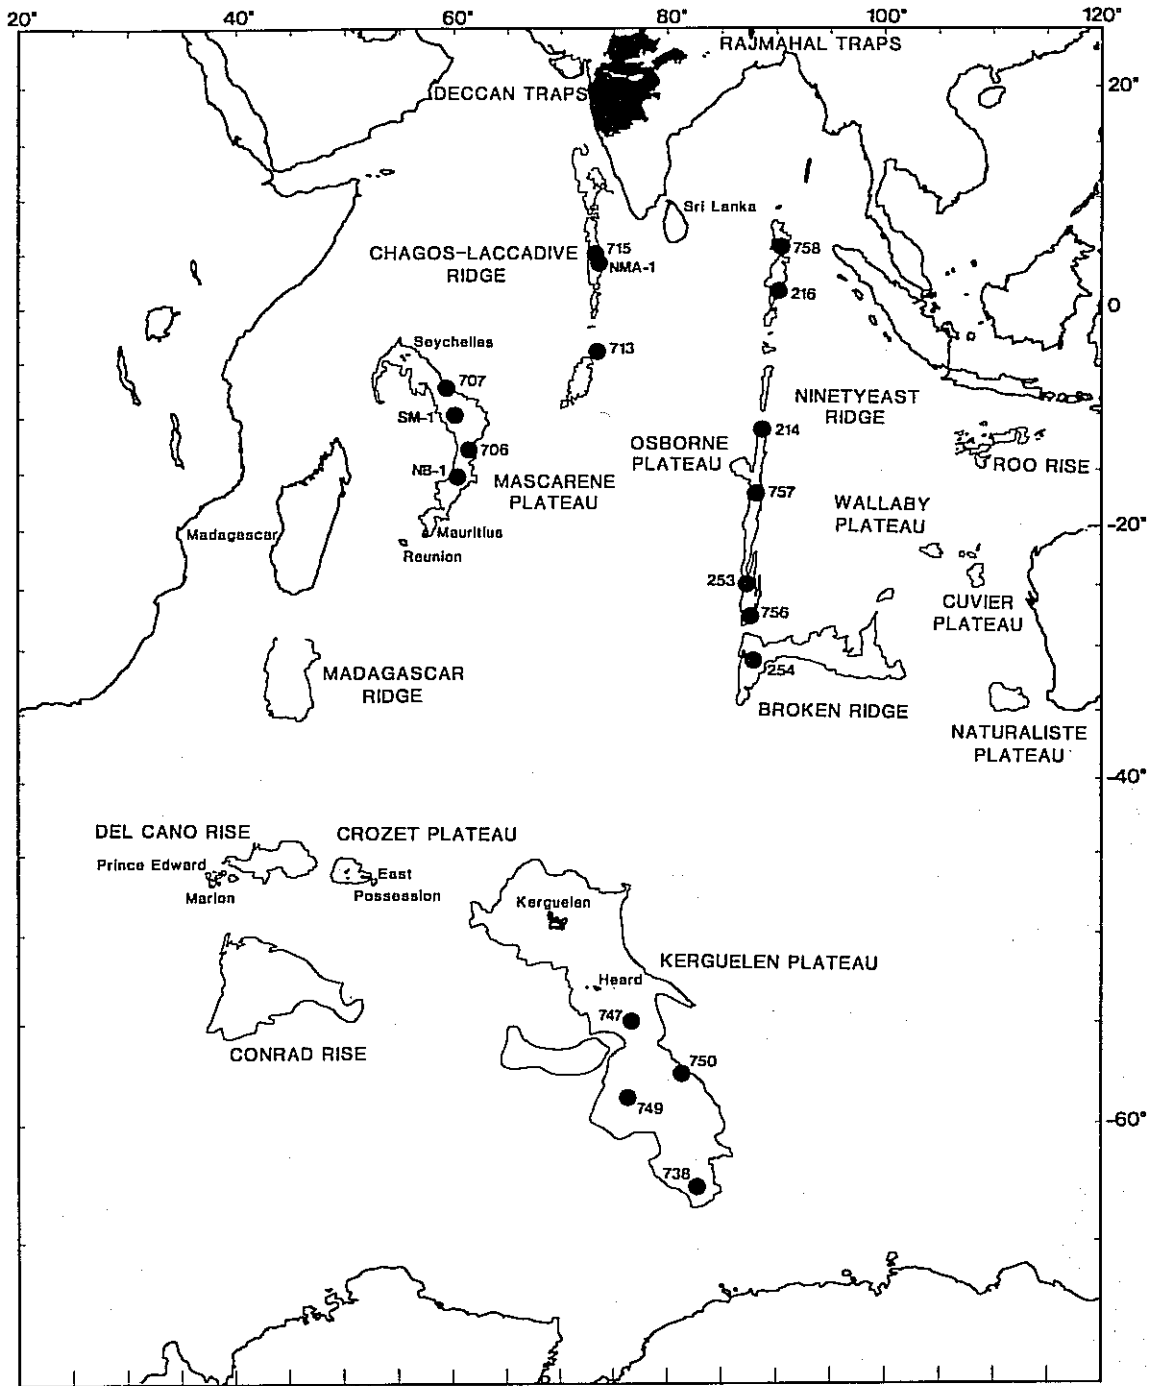 20°
40°
60°
80°
100°
120°
RAJMAHAL TRAPS
DECCAN TRAPS
20°
Sri Lanka
CHAGOS-LACCADIVE
RIDGE
715
NMA-1
758
216
0
Seychelles
713
707
SM-1
706
NB-1
MASCARENE
PLATEAU
NINETYEAST
RIDGE
214
OSBORNE
PLATEAU
ROO RISE
757
WALLABY
PLATEAU
-20°
Madagascar
Mauritius
Reunion
253
756
CUVIER
PLATEAU
MADAGASCAR
RIDGE
254
BROKEN RIDGE
NATURALISTE
PLATEAU
-40°
DEL CANO RISE
CROZET PLATEAU
Prince Edward
Marion
East
Possession
Kerguelen
KERGUELEN PLATEAU
Heard
747
CONRAD RISE
750
749
-60°
738